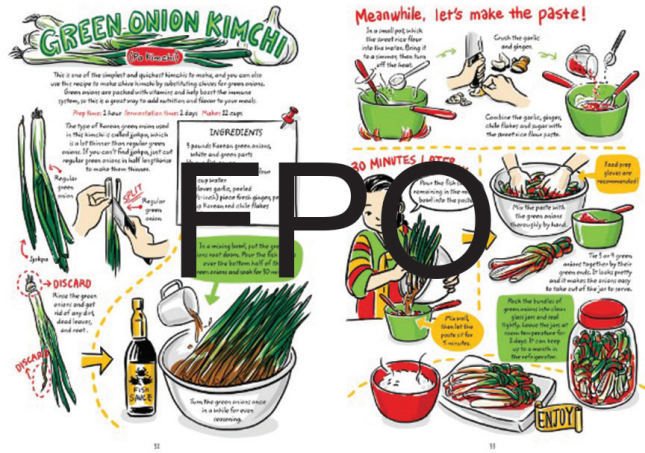 GREEN ONION KIMCHI
(Pa Kimchi)
This is one of the simplest and quickest kimchis to make, and you can also
use this recipe to make chive kimchi by substituting chives for green onions.
Green onions are packed with vitamins and help boost the immune
system, so this is a great way to add nutrition and flavor to your meals.
Prep time: 1 hour fermentation time: 2 days Makes 12 cups
The type of Korean green onion used
in this kimchi is called jjokpa, which
is a lot thinner than regular green
onions. If you can't find jjokpa, just cut
regular green onions in half lengthwise
to make them thinner.
Regular
green
onion
SPLIT
Regular
green
onion
Jjokpa
INGREDIENTS
3 pounds Korean green onions,
white and green parts
cup water
cloves garlic, peeled
piece fresh ginger,
Korean red chile flakes
DISCARD
Rinse the green
onions and get
rid of any dirt,
dead leaves,
and root.
DISCARD
In a mixing bowl, put the
onions root down. Pour the fish
over the bottom half of the
green onions and soak for 30
FISH
SAUCE
Turn the green onions once
in a while for even
seasoning.
32
Meanwhile, let's make the paste!
In a small pot, whisk
the sweet rice flour
into the water. Bring it
to a simmer, then turn
off the heat.
Crush the garlic
and ginger.
Combine the garlic, ginger,
chile flakes and sugar with
the sweet rice flour paste.
30 MINUTES LATER
Pour the fish
remaining in the
bowl into the paste
Mix well,
then let the
paste sit for
5 minutes.
Mix the paste with
the green onions
thoroughly by hand.
Food prep
gloves are
recommended!
Tie 3 or 4 green
onions together by their
green ends. It looks pretty
and it makes the onions easy
to take out of the jar to serve.
Pack the bundles of
green onions into clean
glass jars and seal
tightly. Leave the jars at
room temperature for
2 days. It can keep
up to a month in
the refrigerator.
ENJOY
33
FPO